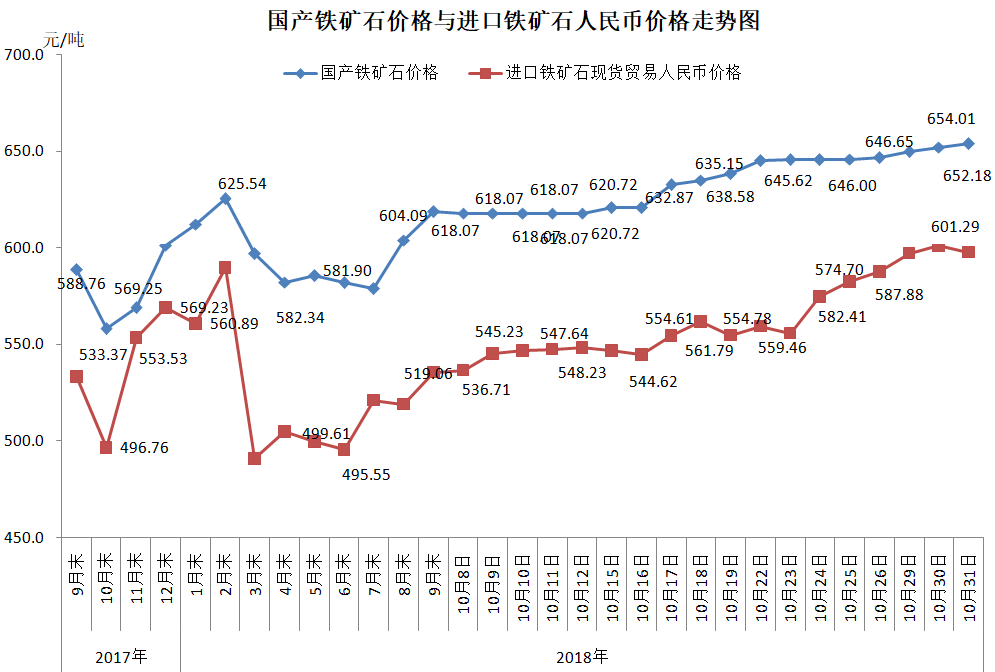 国产铁矿石价格与进口铁矿石人民币价格走势图
元/吨
国产铁矿石价格
进口铁矿石现货贸易人民币价格
700.0
650.0
600.0
550.0
500.0
450.0
588.76
569.25
625.54
581.90
604.09
618.07
618.07
618.07
618.07
618.07
620.72
620.72
632.87
635.15
638.58
645.62
646.00
646.65
654.01
652.18
533.37
496.76
553.53
569.23
560.89
582.34
499.61
495.55
519.06
536.71
545.23
547.64
548.23
544.62
554.61
561.79
554.78
559.46
574.70
582.41
587.88
601.29
9月末
10月末
11月末
12月末
1月末
2月末
3月末
4月末
5月末
6月末
7月末
8月末
9月末
10月8日
10月9日
10月10日
10月11日
10月12日
10月15日
10月16日
10月17日
10月18日
10月19日
10月22日
10月23日
10月24日
10月25日
10月26日
10月29日
10月30日
10月31日
2017年
2018年